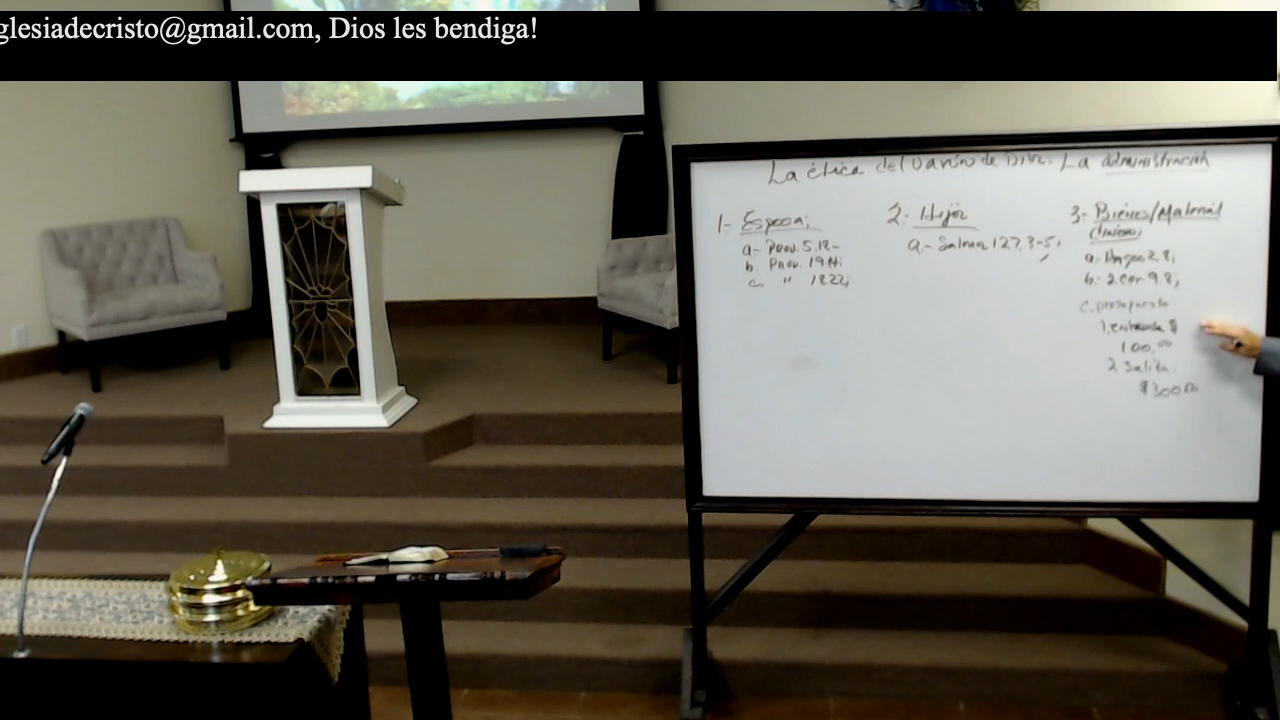 glesiadecristo@gmail.com, Dios les bendiga!
La ética del Varón de Dios. La administración
1- Esposa;
a- Prov. 5.18-
b. Prov. 19.14;
c. " 1822;
2- Hijos
a.- Salmo 127.3-5;
3- Bienes/Material
Dinero;
a- Hageo 2.8;
b- 2 Cor 9.8;
c. presupuesto
1. entrada $
100.00
2. Salida.
$300.00